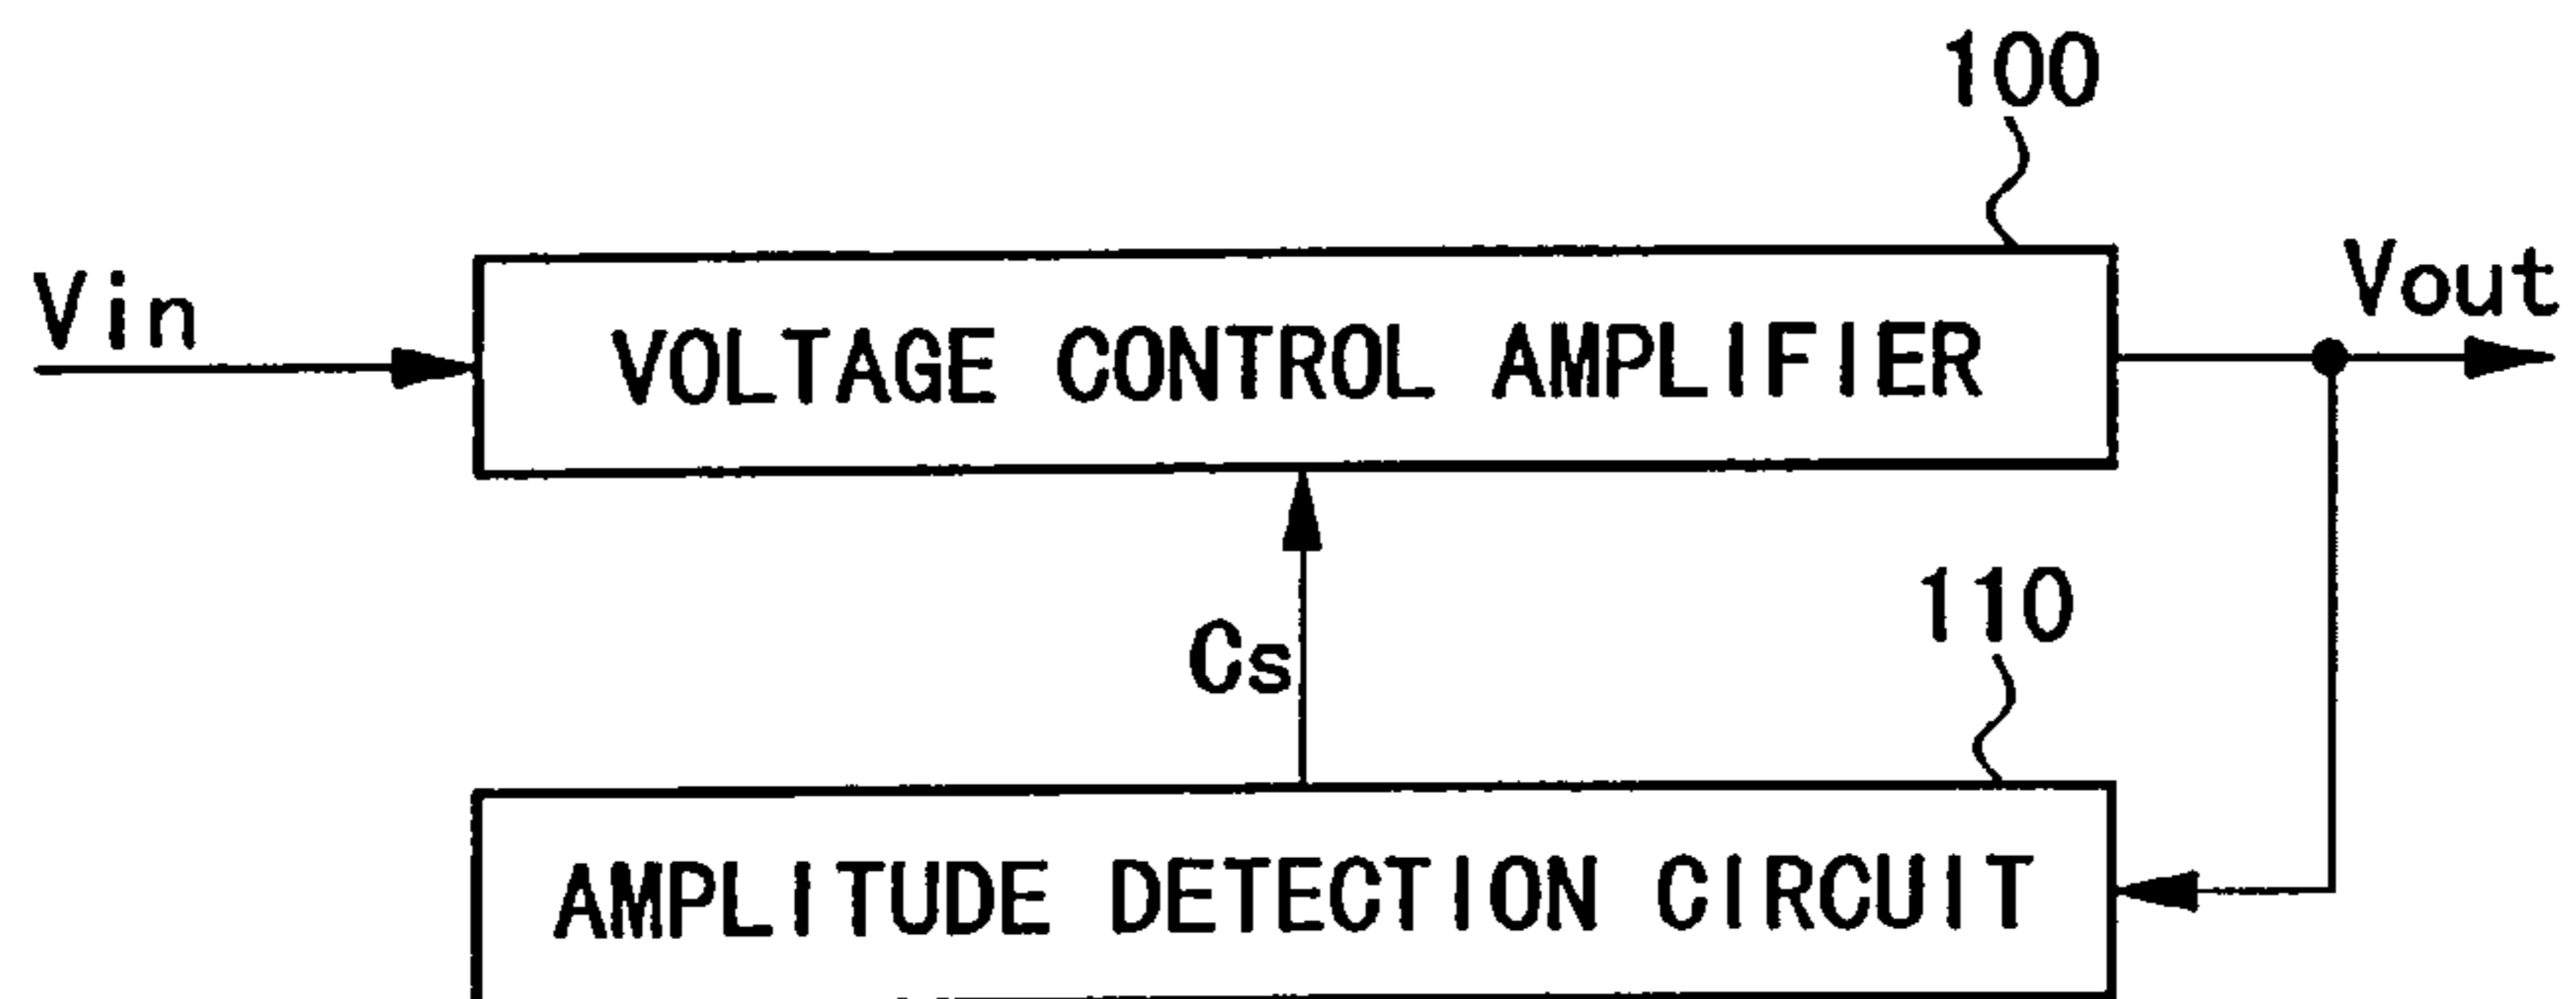 100
Vin
VOLTAGE CONTROL AMPLIFIER
Vout
Cs
110
AMPLITUDE DETECTION CIRCUIT